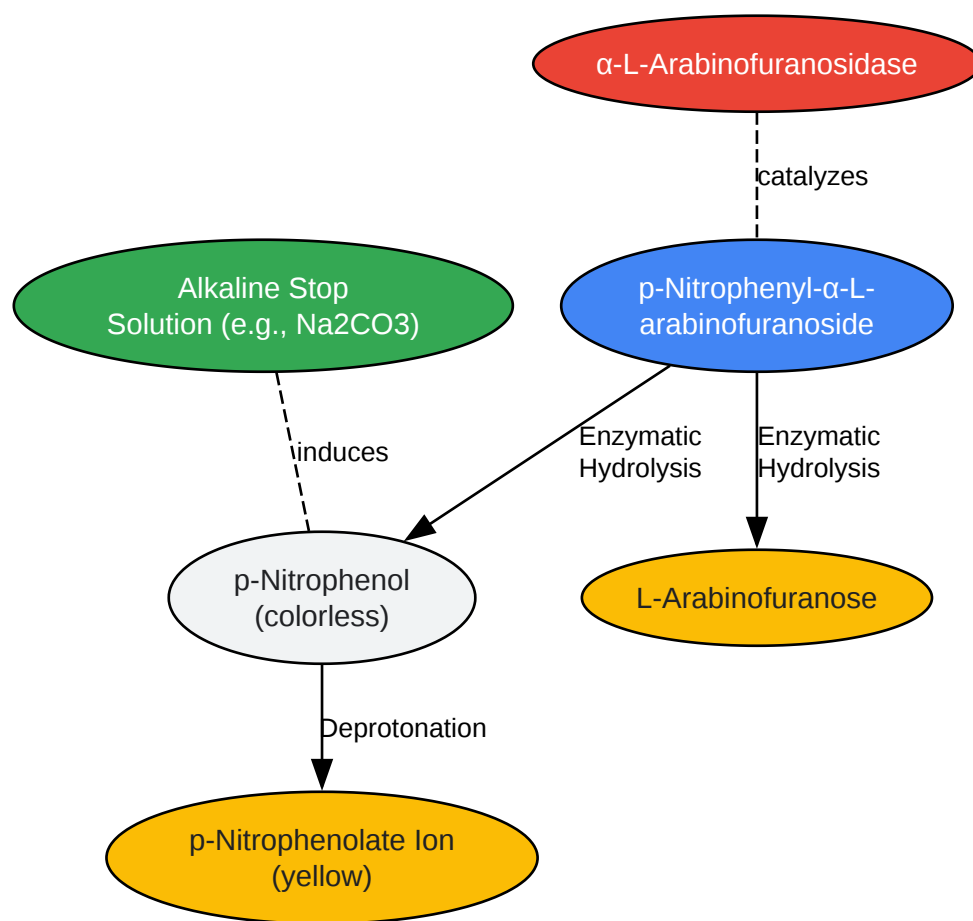 α-L-Arabinofuranosidase
catalyzes
Alkaline Stop
Solution (e.g., Na2CO3)
p-Nitrophenyl-α-L-
arabinofuranoside
induces
Enzymatic
Hydrolysis
Enzymatic
Hydrolysis
p-Nitrophenol
(colorless)
L-Arabinofuranose
Deprotonation
p-Nitrophenolate Ion
(yellow)